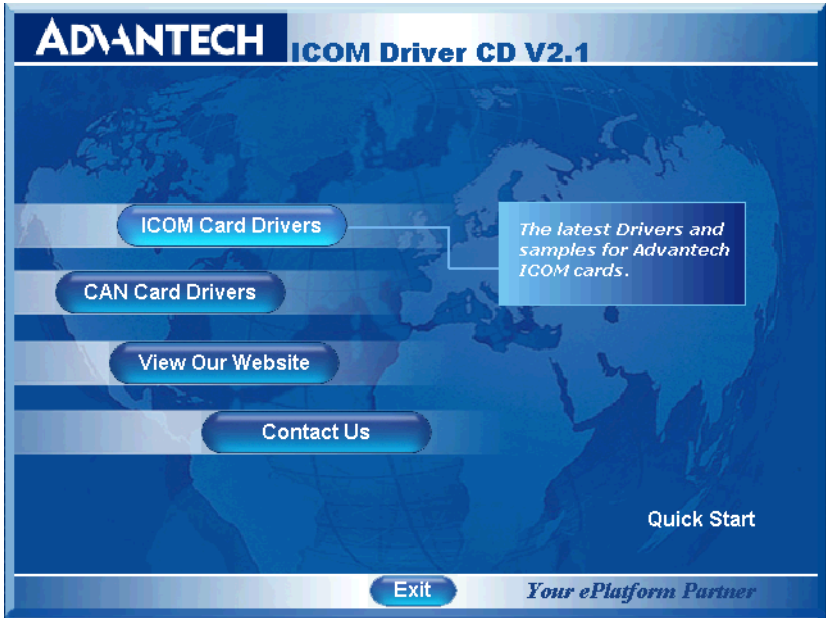 ADVANTECH
ICOM Driver CD V2.1
ICOM Card Drivers
The latest Drivers and
samples for Advantech
ICOM cards.
CAN Card Drivers
View Our Website
Contact Us
Quick Start
Exit
Your ePlatform Partner